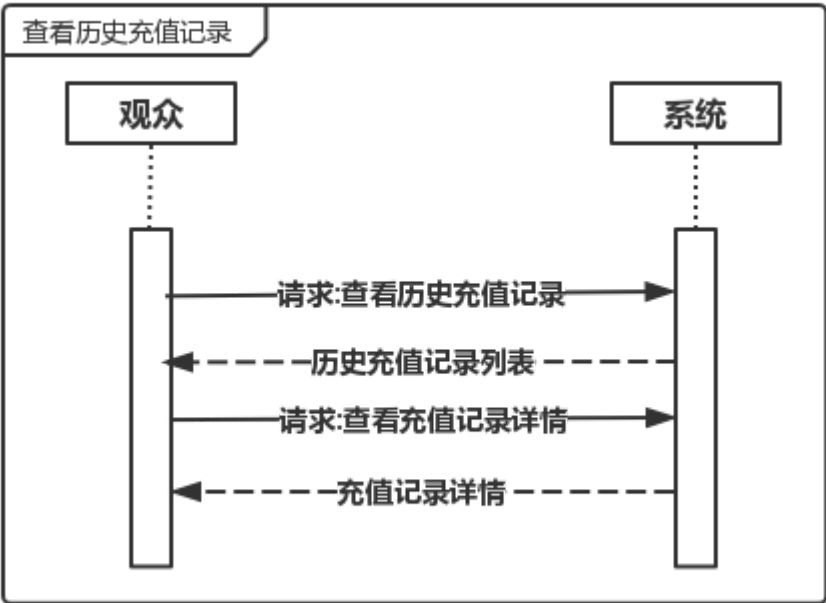 查看历史充值记录
观众
系统
请求:查看历史充值记录
历史充值记录列表
请求:查看充值记录详情
充值记录详情